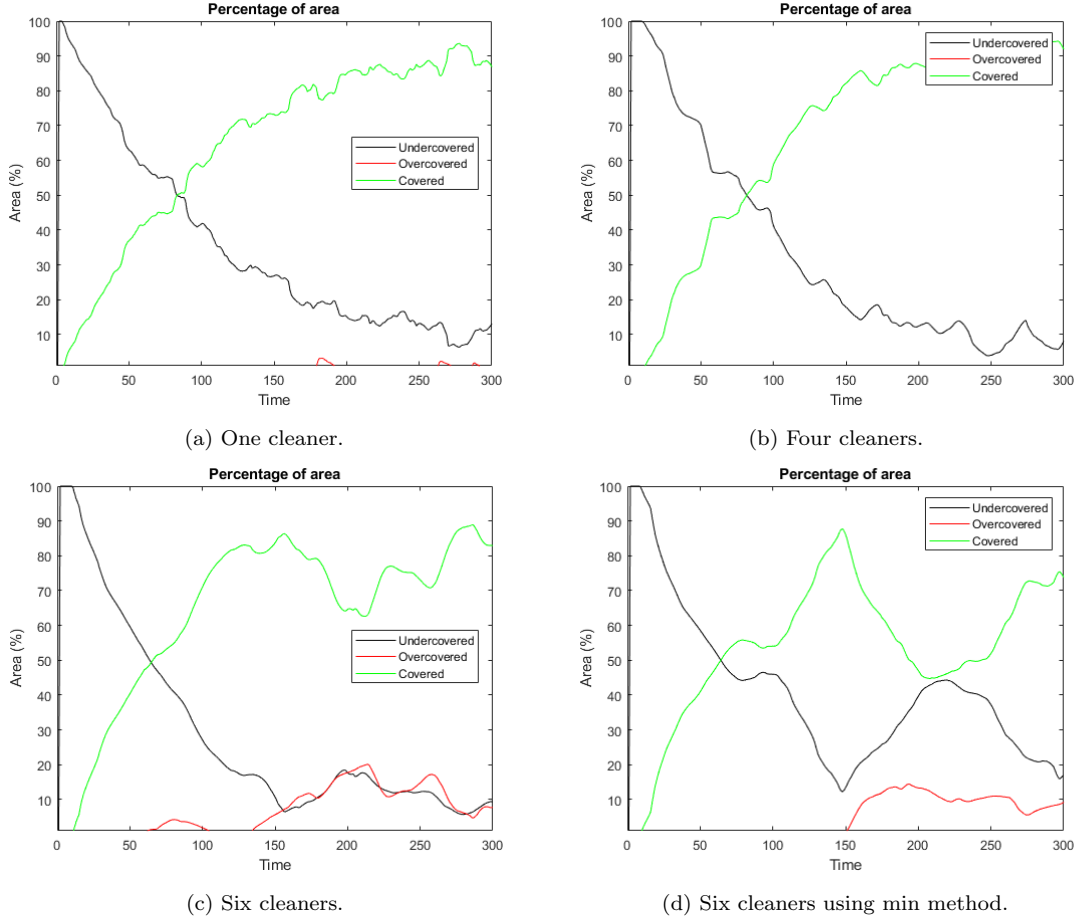 Percentage of area
100
90
80
70
60
50
40
30
20
10
Area (%)
Undercovered
Overcovered
Covered
0 50 100 150 200 250 300
Time
(a) One cleaner.
Percentage of area
100
90
80
70
60
50
40
30
20
10
Area (%)
Undercovered
Overcovered
Covered
0 50 100 150 200 250 300
Time
(b) Four cleaners.
Percentage of area
100
90
80
70
60
50
40
30
20
10
Area (%)
Undercovered
Overcovered
Covered
0 50 100 150 200 250 300
Time
(c) Six cleaners.
Percentage of area
100
90
80
70
60
50
40
30
20
10
Area (%)
Undercovered
Overcovered
Covered
0 50 100 150 200 250 300
Time
(d) Six cleaners using min method.